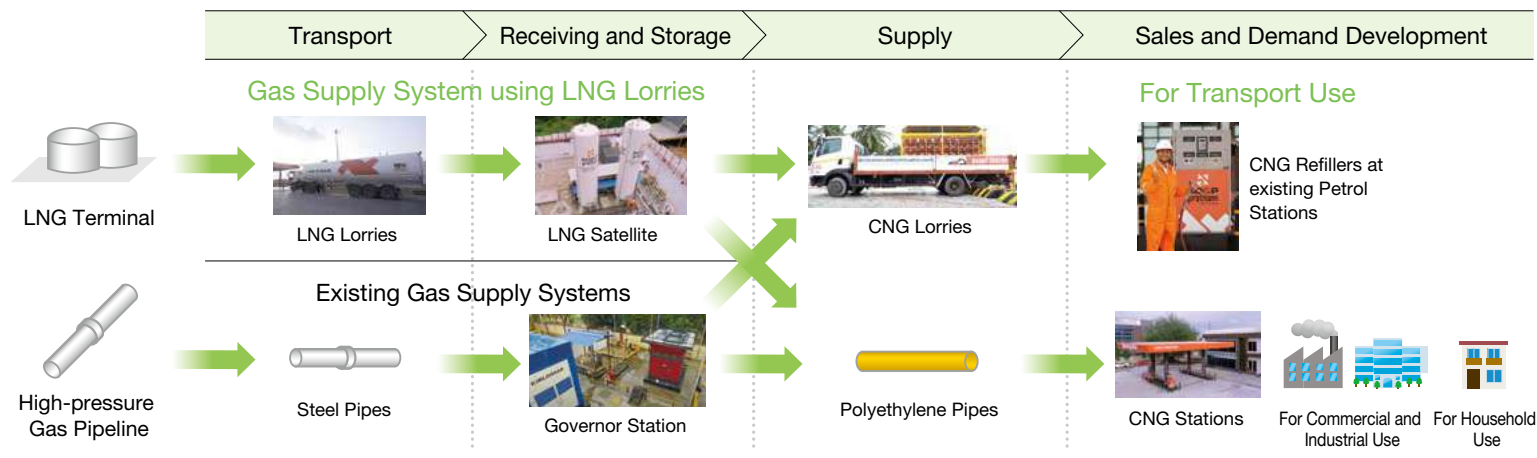 Transport
Receiving and Storage
Supply
Sales and Demand Development
Gas Supply System using LNG Lorries
For Transport Use
LNG Terminal
LNG Lorries
LNG Satellite
CNG Lorries
CNG Refillers at
existing Petrol
Stations
Existing Gas Supply Systems
High-pressure
Gas Pipeline
Steel Pipes
Governor Station
Polyethylene Pipes
CNG Stations
For Commercial and
Industrial Use
For Household
Use